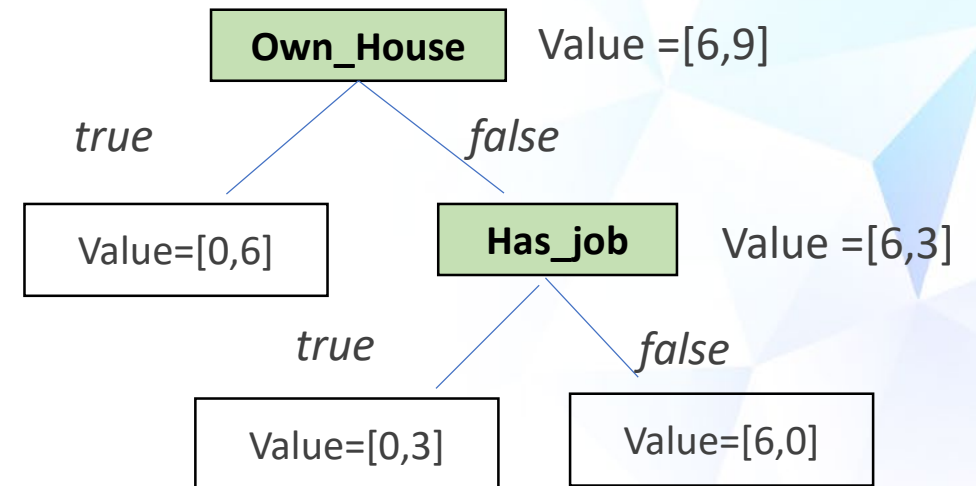 Own_House
Value =[6,9]
true
false
Value=[0,6]
Has_job
Value =[6,3]
true
false
Value=[0,3]
Value=[6,0]